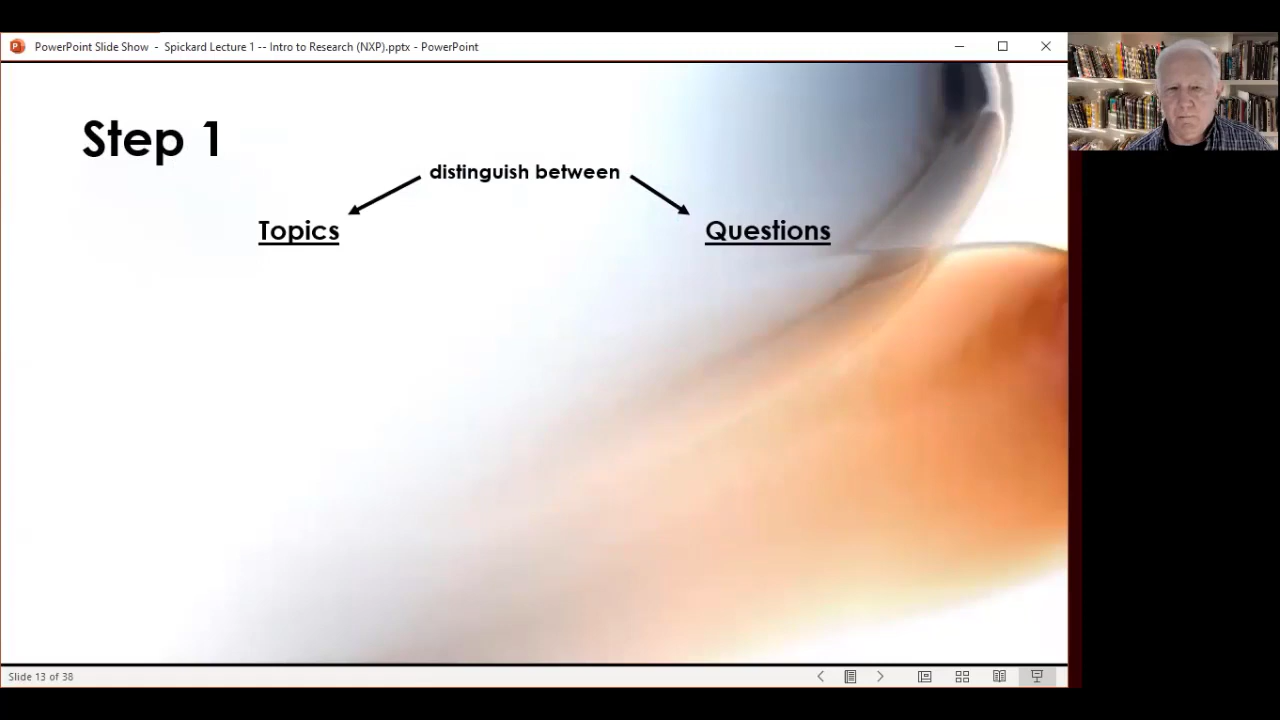 PowerPoint Slide Show - Spickard Lecture 1 -- Intro to Research (NXP).pptx - PowerPoint
Step 1
distinguish between
Topics
Questions
Slide 13 of 38